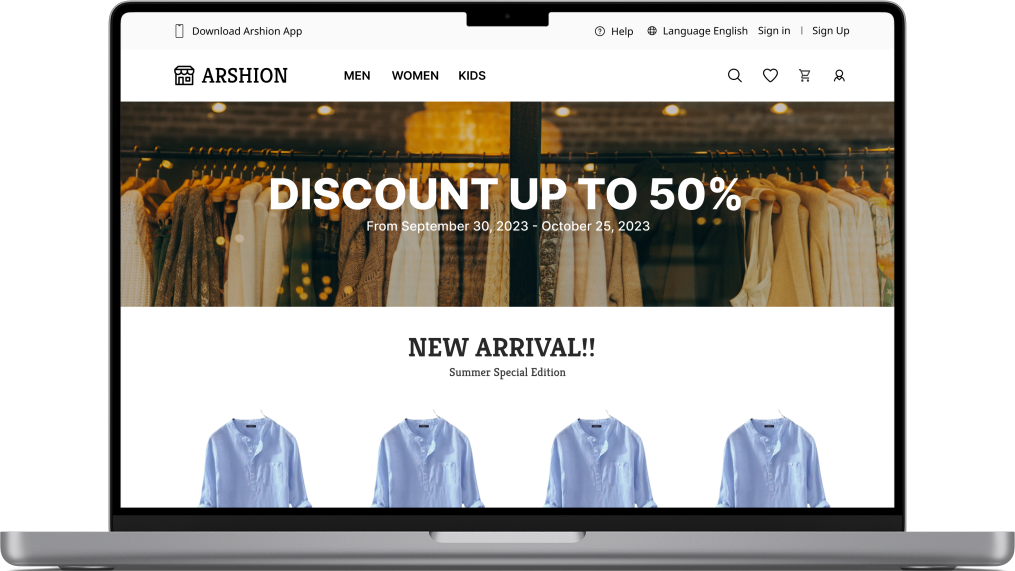 Download Arshion App
Help
Language English
Sign in
|
Sign Up
ARSHION
MEN
WOMEN
KIDS
DISCOUNT UP TO 50%
From September 30, 2023 - October 25, 2023
NEW ARRIVAL!!
Summer Special Edition